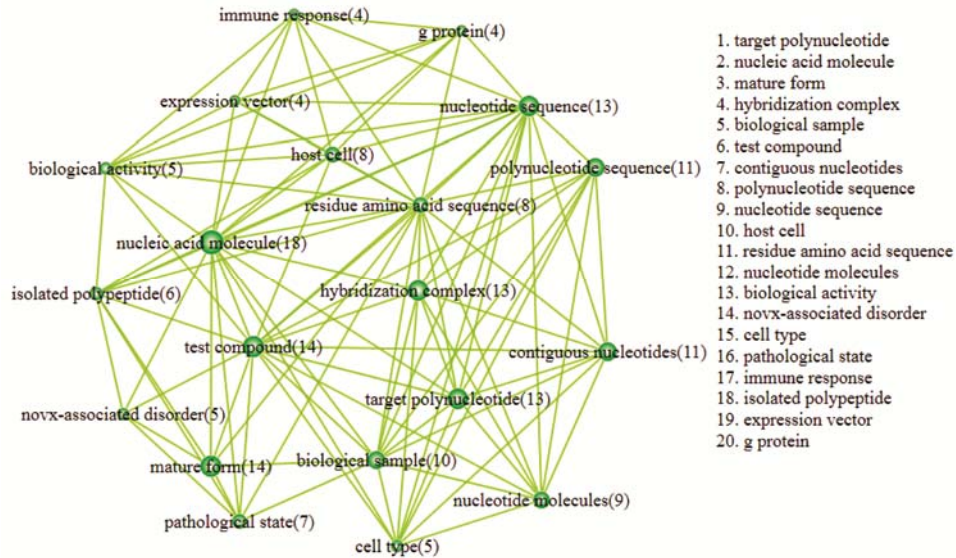 immune response(4)
g protein(4)
expression vector(4)
nucleotide sequence(13)
host cell(8)
biological activity(5)
polynucleotide sequence(11)
residue amino acid sequence(8)
nucleic acid molecule(18)
isolated polypeptide(6)
hybridization complex(13)
test compound(14)
contiguous nucleotides(11)
target polynucleotide(13)
novx-associated disorder(5)
mature form(14)
biological sample(10)
nucleotide molecules(9)
pathological state(7)
cell type(5)
1. target polynucleotide
2. nucleic acid molecule
3. mature form
4. hybridization complex
5. biological sample
6. test compound
7. contiguous nucleotides
8. polynucleotide sequence
9. nucleotide sequence
10. host cell
11. residue amino acid sequence
12. nucleotide molecules
13. biological activity
14. novx-associated disorder
15. cell type
16. pathological state
17. immune response
18. isolated polypeptide
19. expression vector
20. g protein